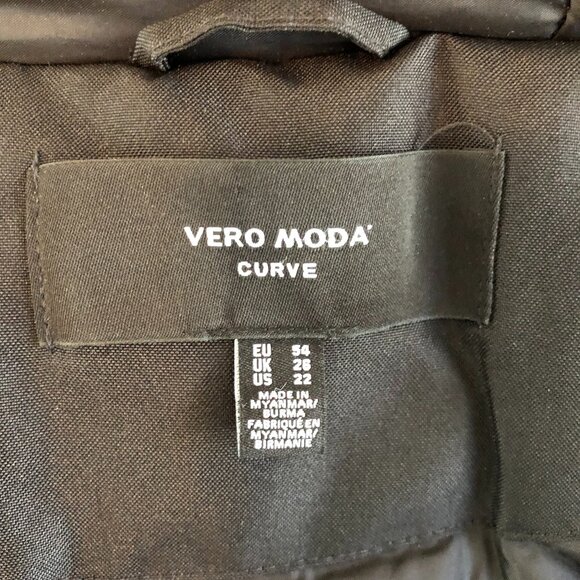 VERO MODA
CURVE
EU 54
UK 26
US 22
MADE IN
MYANMAR/
BURMA
FABRIQUÉ EN
MYANMAR/
BIRMANIE